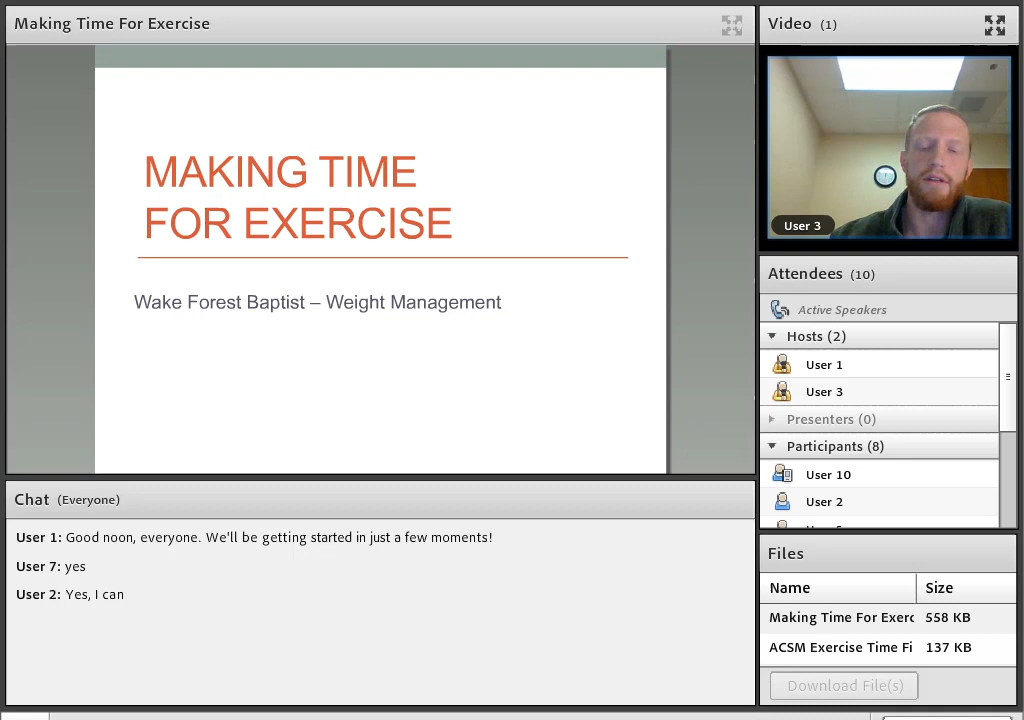 Making Time For Exercise
MAKING TIME
FOR EXERCISE
Wake Forest Baptist – Weight Management
Chat (Everyone)
User 1: Good noon, everyone. We'll be getting started in just a few moments!
User 7: yes
User 2: Yes, I can
Video (1)
User 3
Attendees (10)
Active Speakers
Hosts (2)
User 1
User 3
Presenters (0)
Participants (8)
User 10
User 2
Files
Name Size
Making Time For Exerc 558 KB
ACSM Exercise Time Fi 137 KB
Download File(s)